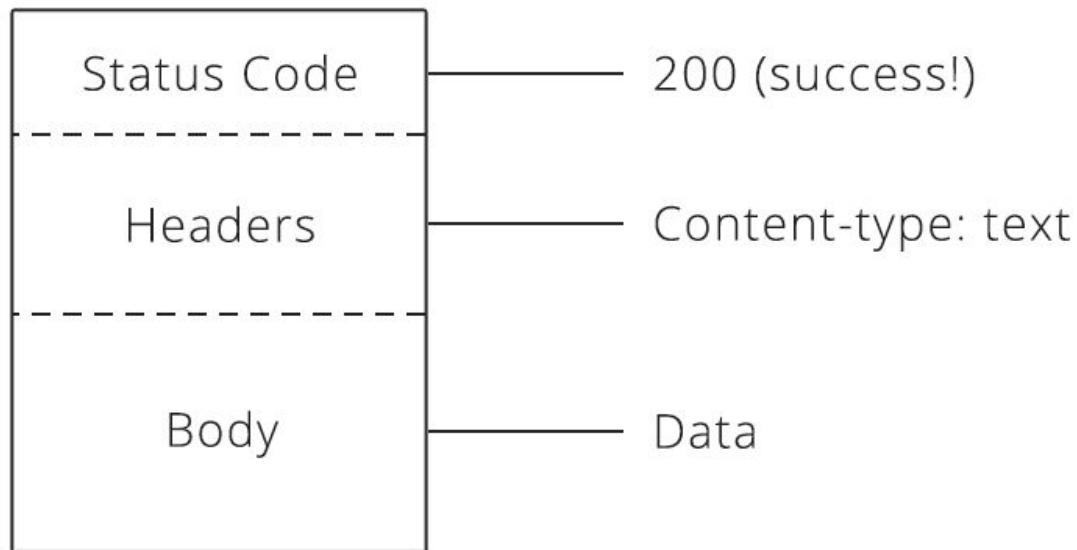 Status Code
200 (success!)
Headers
Content-type: text
Body
Data